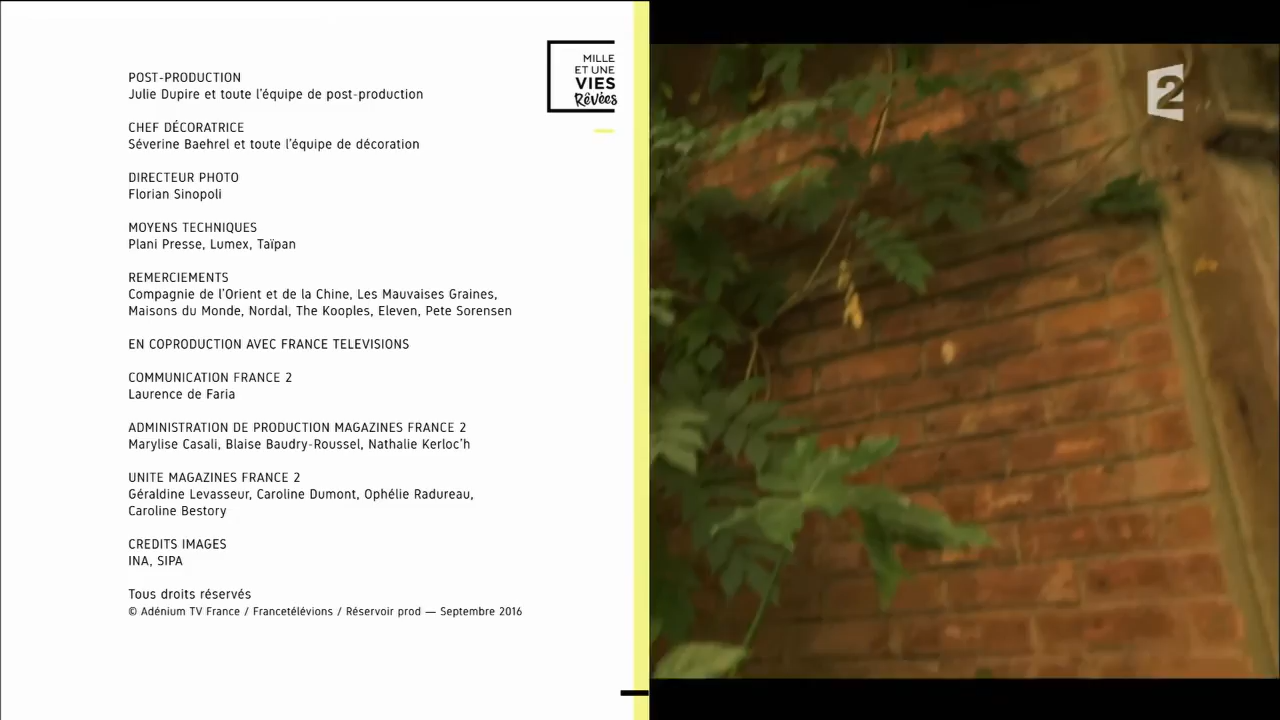 POST-PRODUCTION
Julie Dupire et toute l'équipe de post-production
CHEF DÉCORATRICE
Séverine Baehrel et toute l'équipe de décoration
DIRECTEUR PHOTO
Florian Sinopoli
MOYENS TECHNIQUES
Plani Presse, Lumex, Taïpan
REMERCIEMENTS
Compagnie de l'Orient et de la Chine, Les Mauvaises Graines,
Maisons du Monde, Nordal, The Kooples, Eleven, Pete Sorensen
EN COPRODUCTION AVEC FRANCE TELEVISIONS
COMMUNICATION FRANCE 2
Laurence de Faria
ADMINISTRATION DE PRODUCTION MAGAZINES FRANCE 2
Marylise Casali, Blaise Baudry-Roussel, Nathalie Kerloc'h
UNITE MAGAZINES FRANCE 2
Géraldine Levasseur, Caroline Dumont, Ophélie Radureau,
Caroline Bestory
CREDITS IMAGES
INA, SIPA
Tous droits réservés
© Adénium TV France / Francetélévions / Réservoir prod — Septembre 2016
MILLE
ET UNE
VIES
Rêvées
2